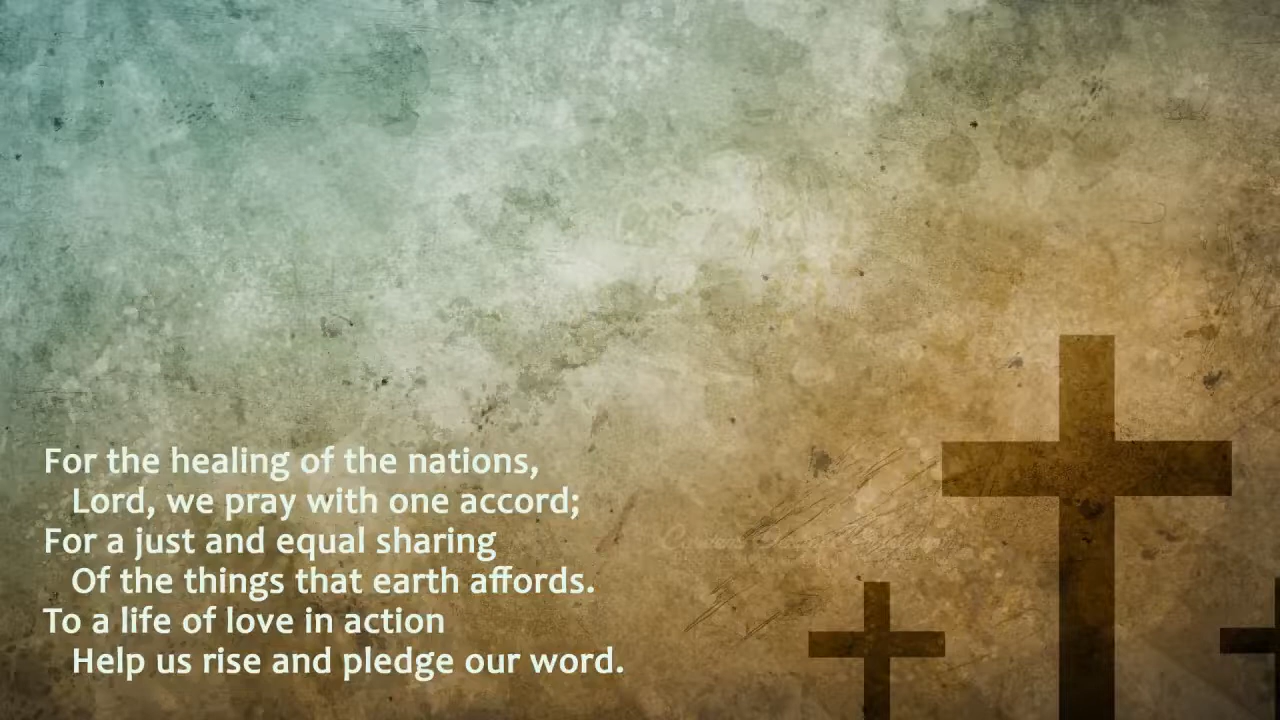 For the healing of the nations,
Lord, we pray with one accord;
For a just and equal sharing
Of the things that earth affords.
To a life of love in action
Help us rise and pledge our word.